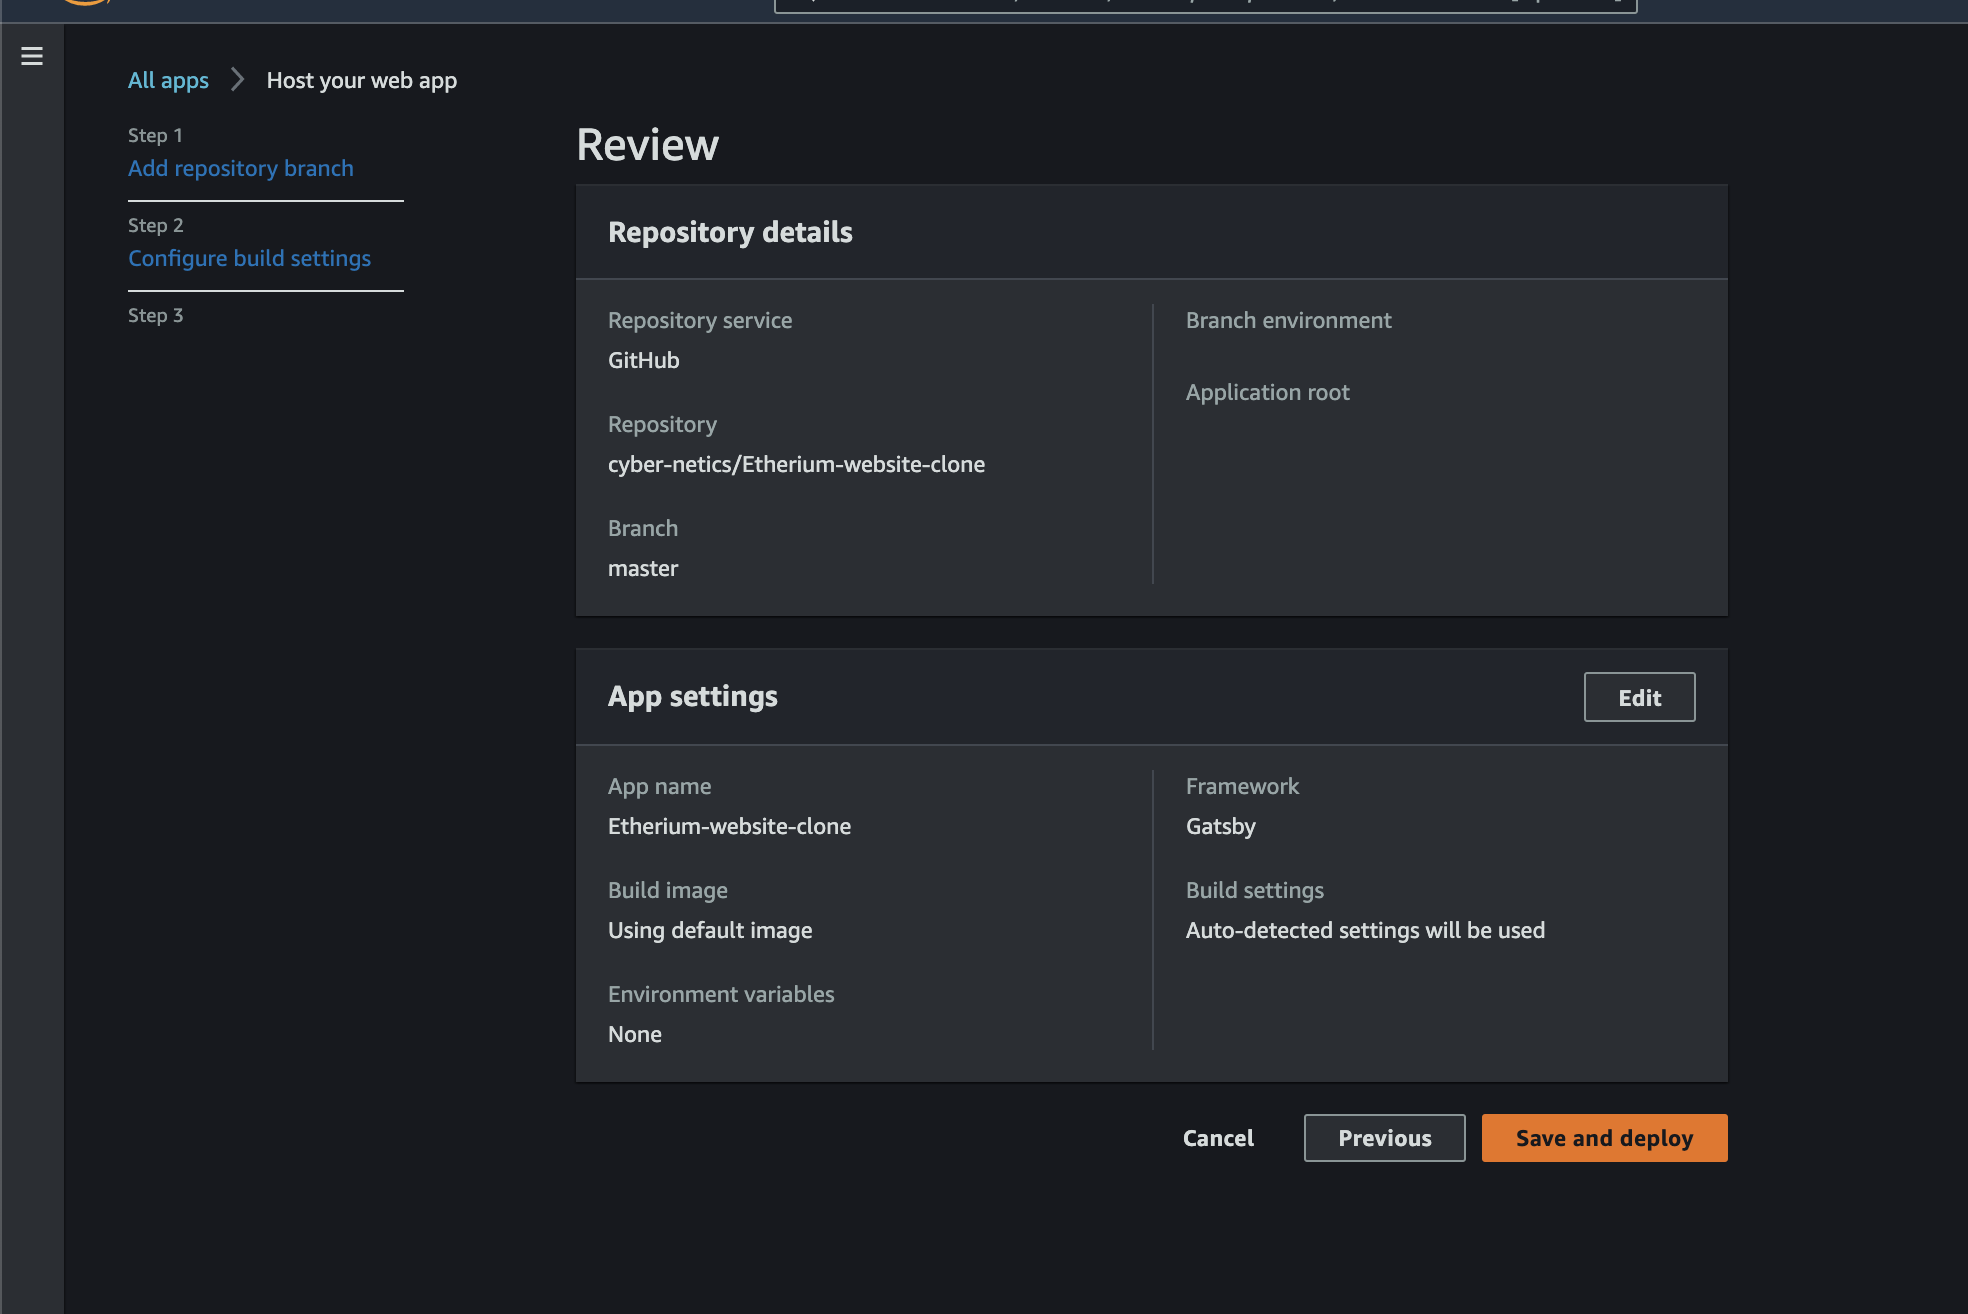 All apps
Host your web app
Step 1
Add repository branch
Step 2
Configure build settings
Step 3
Review
Repository details
Repository service
GitHub
Repository
cyber-netics/Etherium-website-clone
Branch
master
Branch environment
Application root
App settings
Edit
App name
Etherium-website-clone
Build image
Using default image
Environment variables
None
Framework
Gatsby
Build settings
Auto-detected settings will be used
Cancel
Previous
Save and deploy